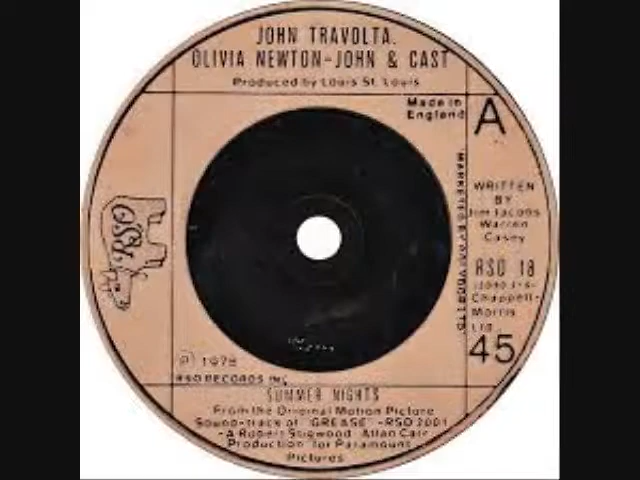 JOHN TRAVOLTA.
OLIVIA NEWTON-JOHN & CAST
Produced by Louis St. Louis
Made in
England
A
MARKETED BY
WRITTEN
BY
Jim Jacobs
Warren
Casey
RSO
RSO 18
Chappell-
Morris
LTD
45
P 1978
RSO RECORDS INC
SUMMER NIGHTS
From the Original Motion Picture
Sound-track of "GREASE"-RSO 2001
-A Robert Stigwood Allan Carr
Production for Paramount
Pictures